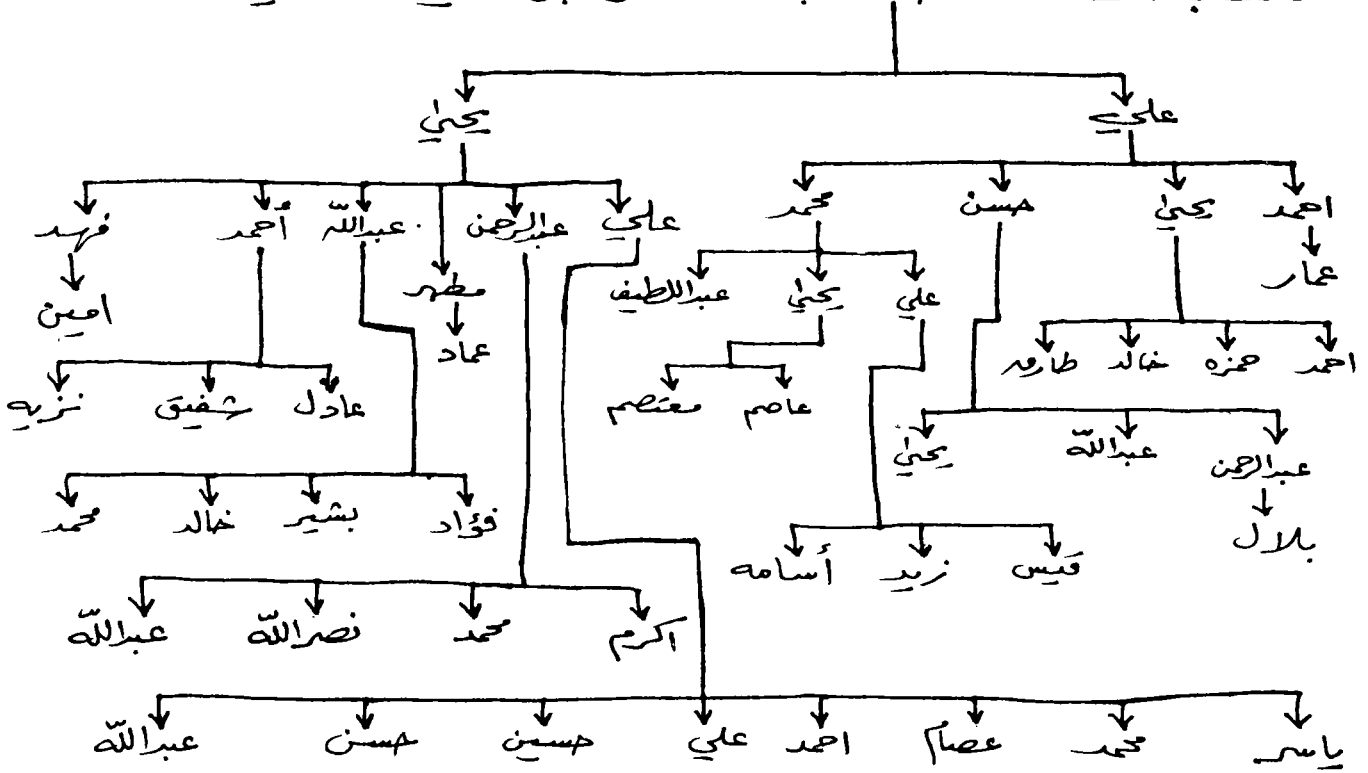 علي يحيى
احمد يحيى حسن محمد علي عبدالرحمن عبدالله أحمد فهد
عمار علي يحيى عبداللطيف مطهر امين
احمد حمزه خالد طارق عماد
عاصم معتصم عادل شفيق نزيه
عبدالرحمن عبدالله يحيى
فؤاد بشير خالد محمد
بلال
قيس زيد أسامه
اكرم محمد نصرالله عبدالله
ياسر محمد عصام احمد علي حسين حسن عبدالله